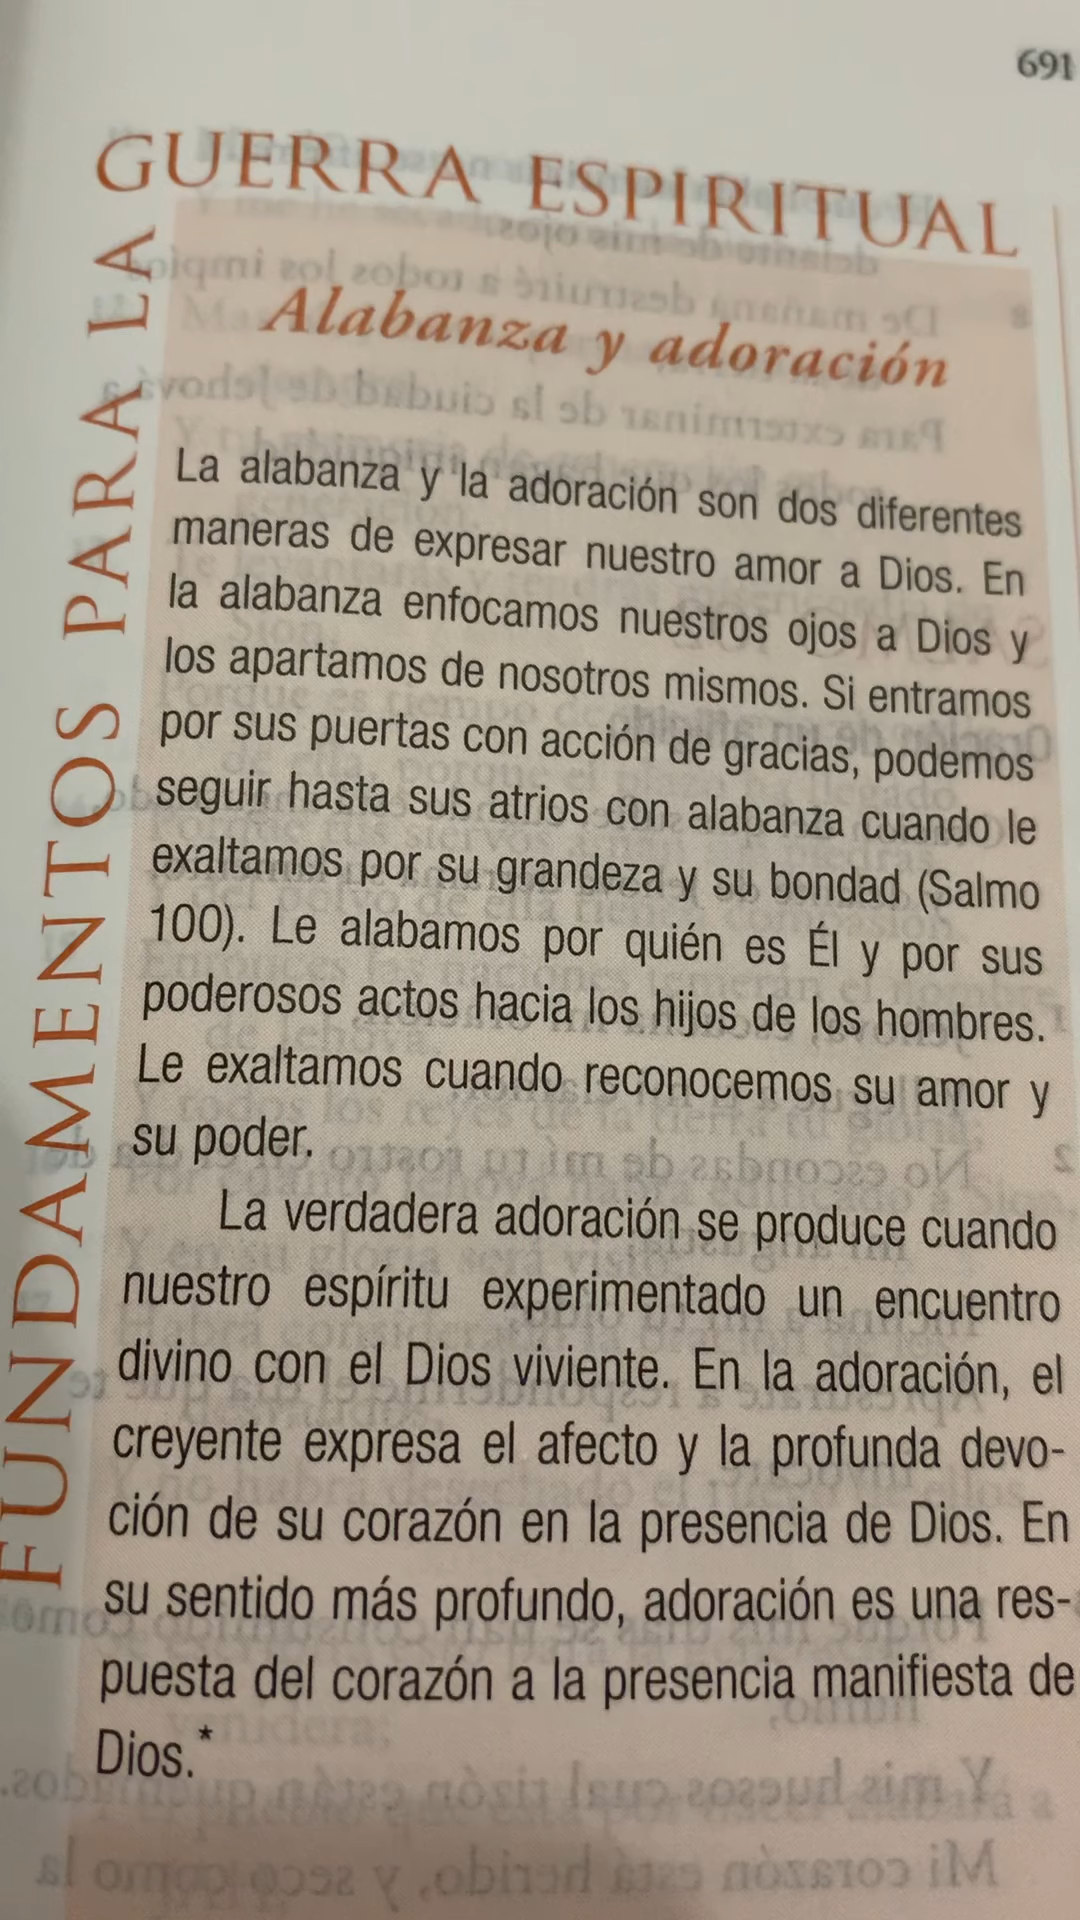 691
FUNDAMENTOS PARA LA
GUERRA ESPIRITUAL
Alabanza y adoración
La alabanza y la adoración son dos diferentes
maneras de expresar nuestro amor a Dios. En
la alabanza enfocamos nuestros ojos a Dios y
los apartamos de nosotros mismos. Si entramos
por sus puertas con acción de gracias, podemos
seguir hasta sus atrios con alabanza cuando le
exaltamos por su grandeza y su bondad (Salmo
100). Le alabamos por quién es Él y por sus
poderosos actos hacia los hijos de los hombres.
Le exaltamos cuando reconocemos su amor y
su poder.
La verdadera adoración se produce cuando
nuestro espíritu experimentado un encuentro
divino con el Dios viviente. En la adoración, el
creyente expresa el afecto y la profunda devo-
ción de su corazón en la presencia de Dios. En
su sentido más profundo, adoración es una res-
puesta del corazón a la presencia manifiesta de
Dios.*